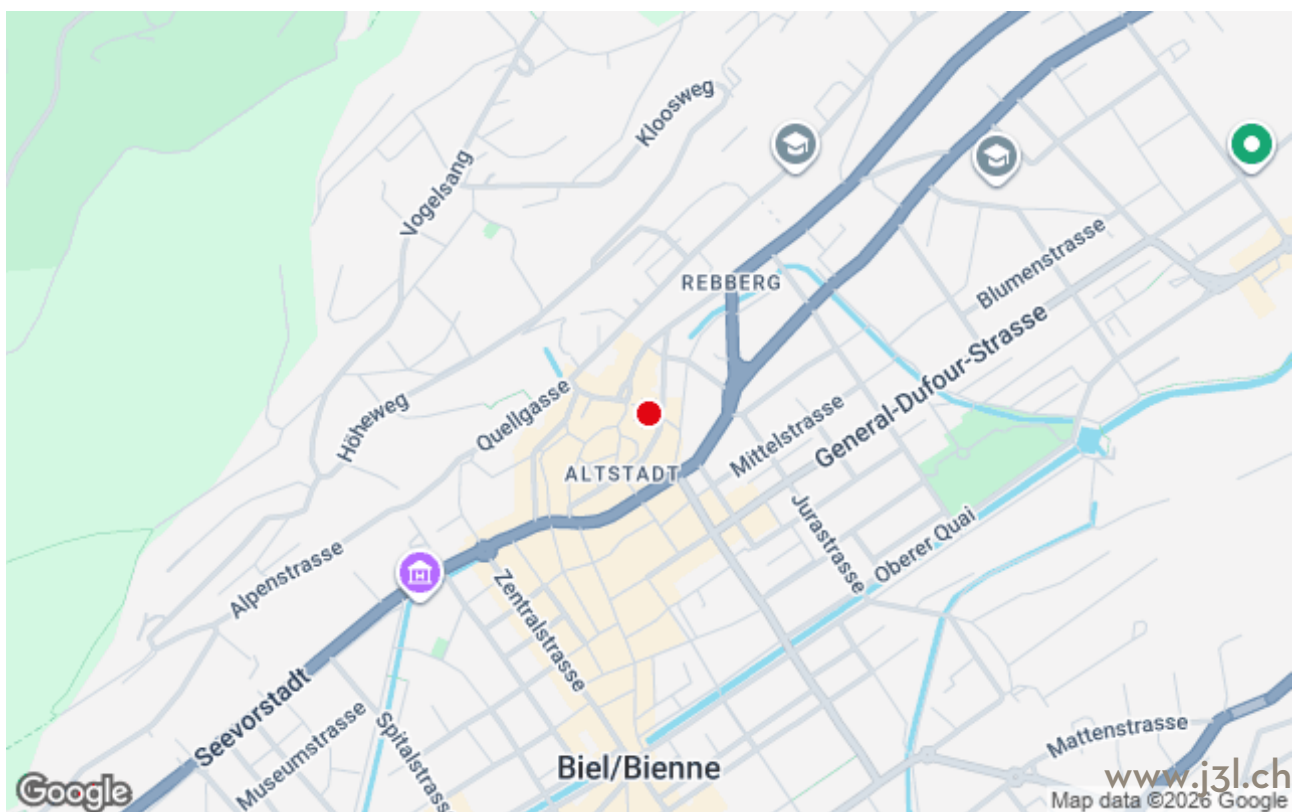 Kloosweg
Vogelsang
REBBERG
Blumenstrasse
General-Dufour-Strasse
Höheweg
Quellgasse
Mittelstrasse
ALTSTADT
Jurastrasse
Oberer Quai
Alpenstrasse
Zentralstrasse
Seevorstadt
Museumstrasse
Spitalstrass
Mattenstrasse
Biel/Bienne
www.j3l.ch
Google
Map data ©2026 Google